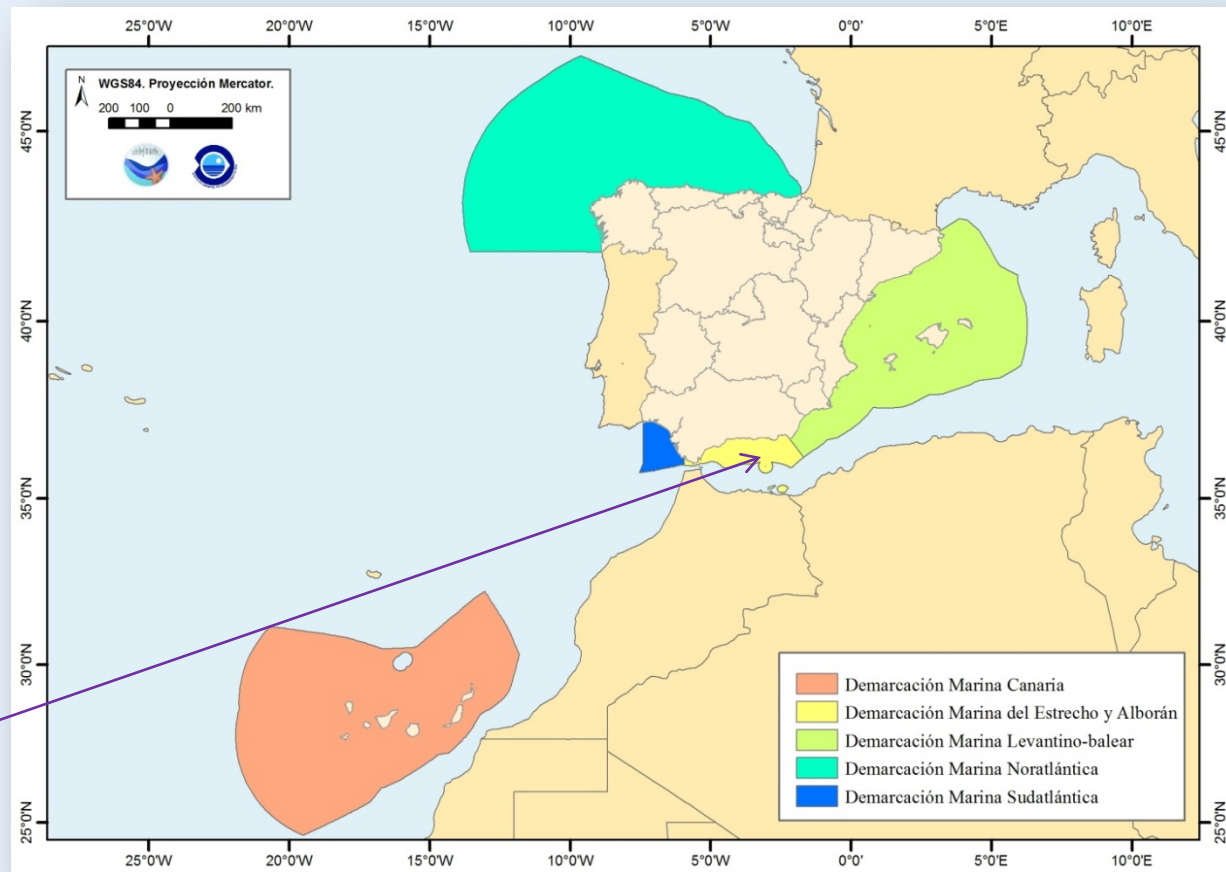 25°0'W 20°0'W 15°0'W 10°0'W 5°0'W 0°0' 5°0'E 10°0'E
N
WGS84. Proyección Mercator.
200 100 0 200 km
45°0'N 45°0'N
40°0'N 40°0'N
35°0'N 35°0'N
30°0'N 30°0'N
25°0'N 25°0'N
Demarcación Marina Canaria
Demarcación Marina del Estrecho y Alborán
Demarcación Marina Levantino-balear
Demarcación Marina Noratlántica
Demarcación Marina Sudatlántica
25°0'W 20°0'W 15°0'W 10°0'W 5°0'W 0°0' 5°0'E 10°0'E